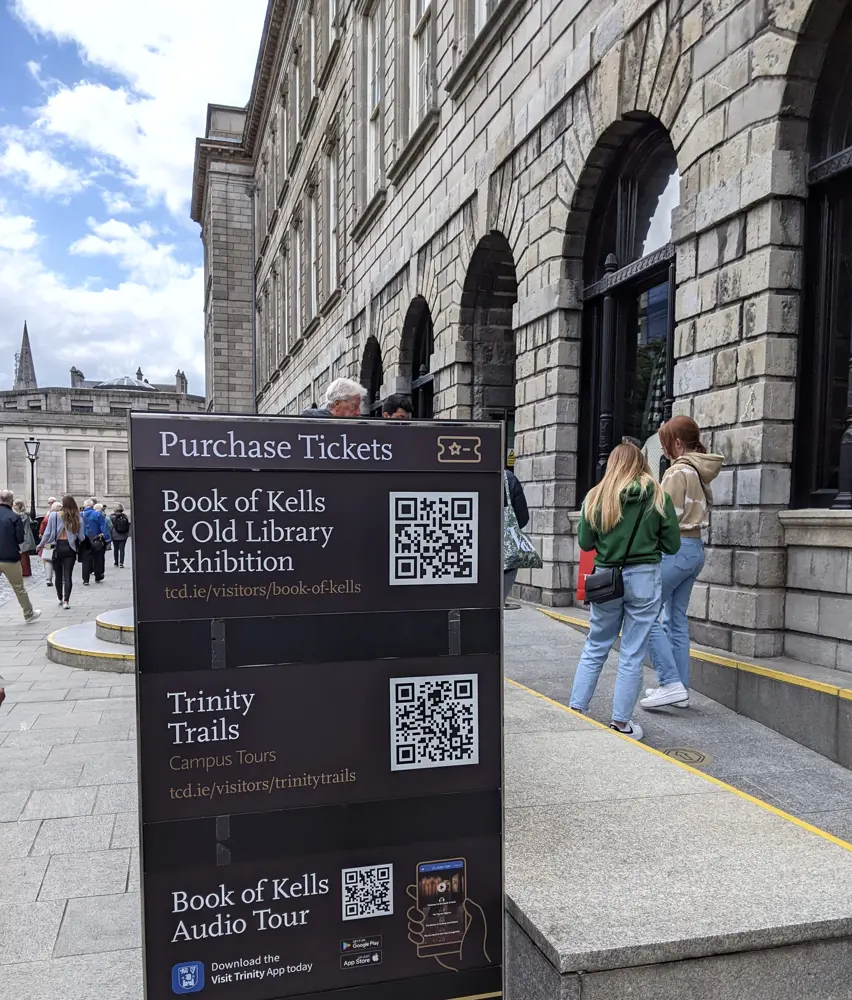 Purchase Tickets
Book of Kells
& Old Library
Exhibition
tcd.ie/visitors/book-of-kells
Trinity
Trails
Campus Tours
tcd.ie/visitors/trinitytrails
Book of Kells
Audio Tour
Download the
Visit Trinity App today
Google Play
App Store